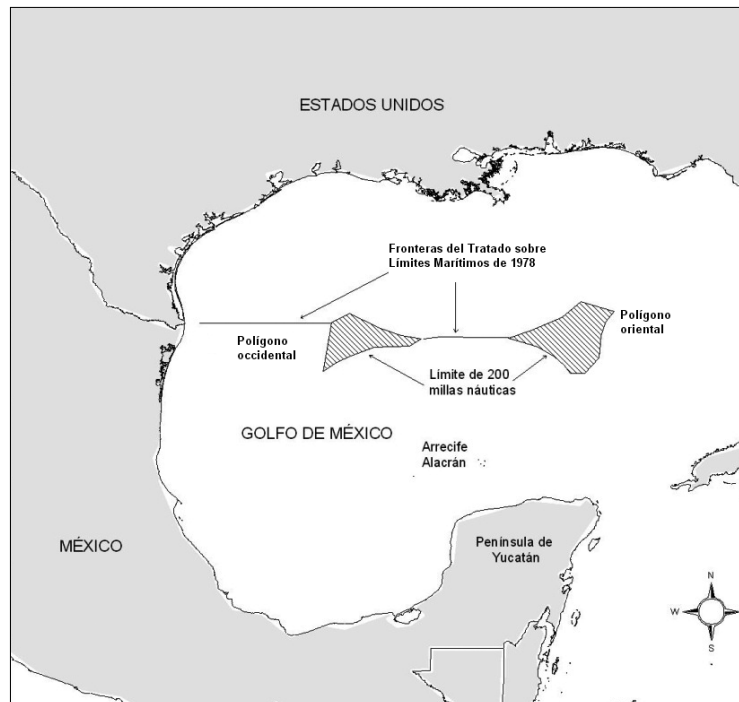 ESTADOS UNIDOS
Fronteras del Tratado sobre
Límites Marítimos de 1978
Polígono
oriental
Polígono
occidental
Límite de 200
millas náuticas
GOLFO DE MÉXICO
Arrecife
Alacrán
MÉXICO
Península de
Yucatán
N
W
S